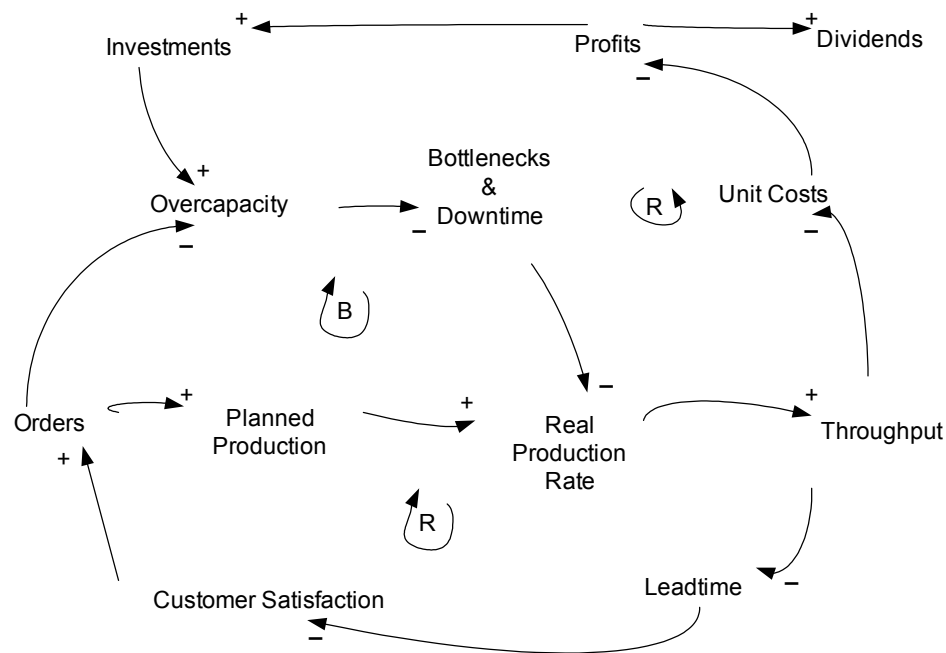 +
+
Investments
Profits
Dividends
–
+
Bottlenecks
&
Downtime
Overcapacity
–
–
R
Unit Costs
–
B
+
+
–
+
Orders
Planned
Production
Real
Production
Rate
Throughput
+
R
Leadtime
–
Customer Satisfaction
–